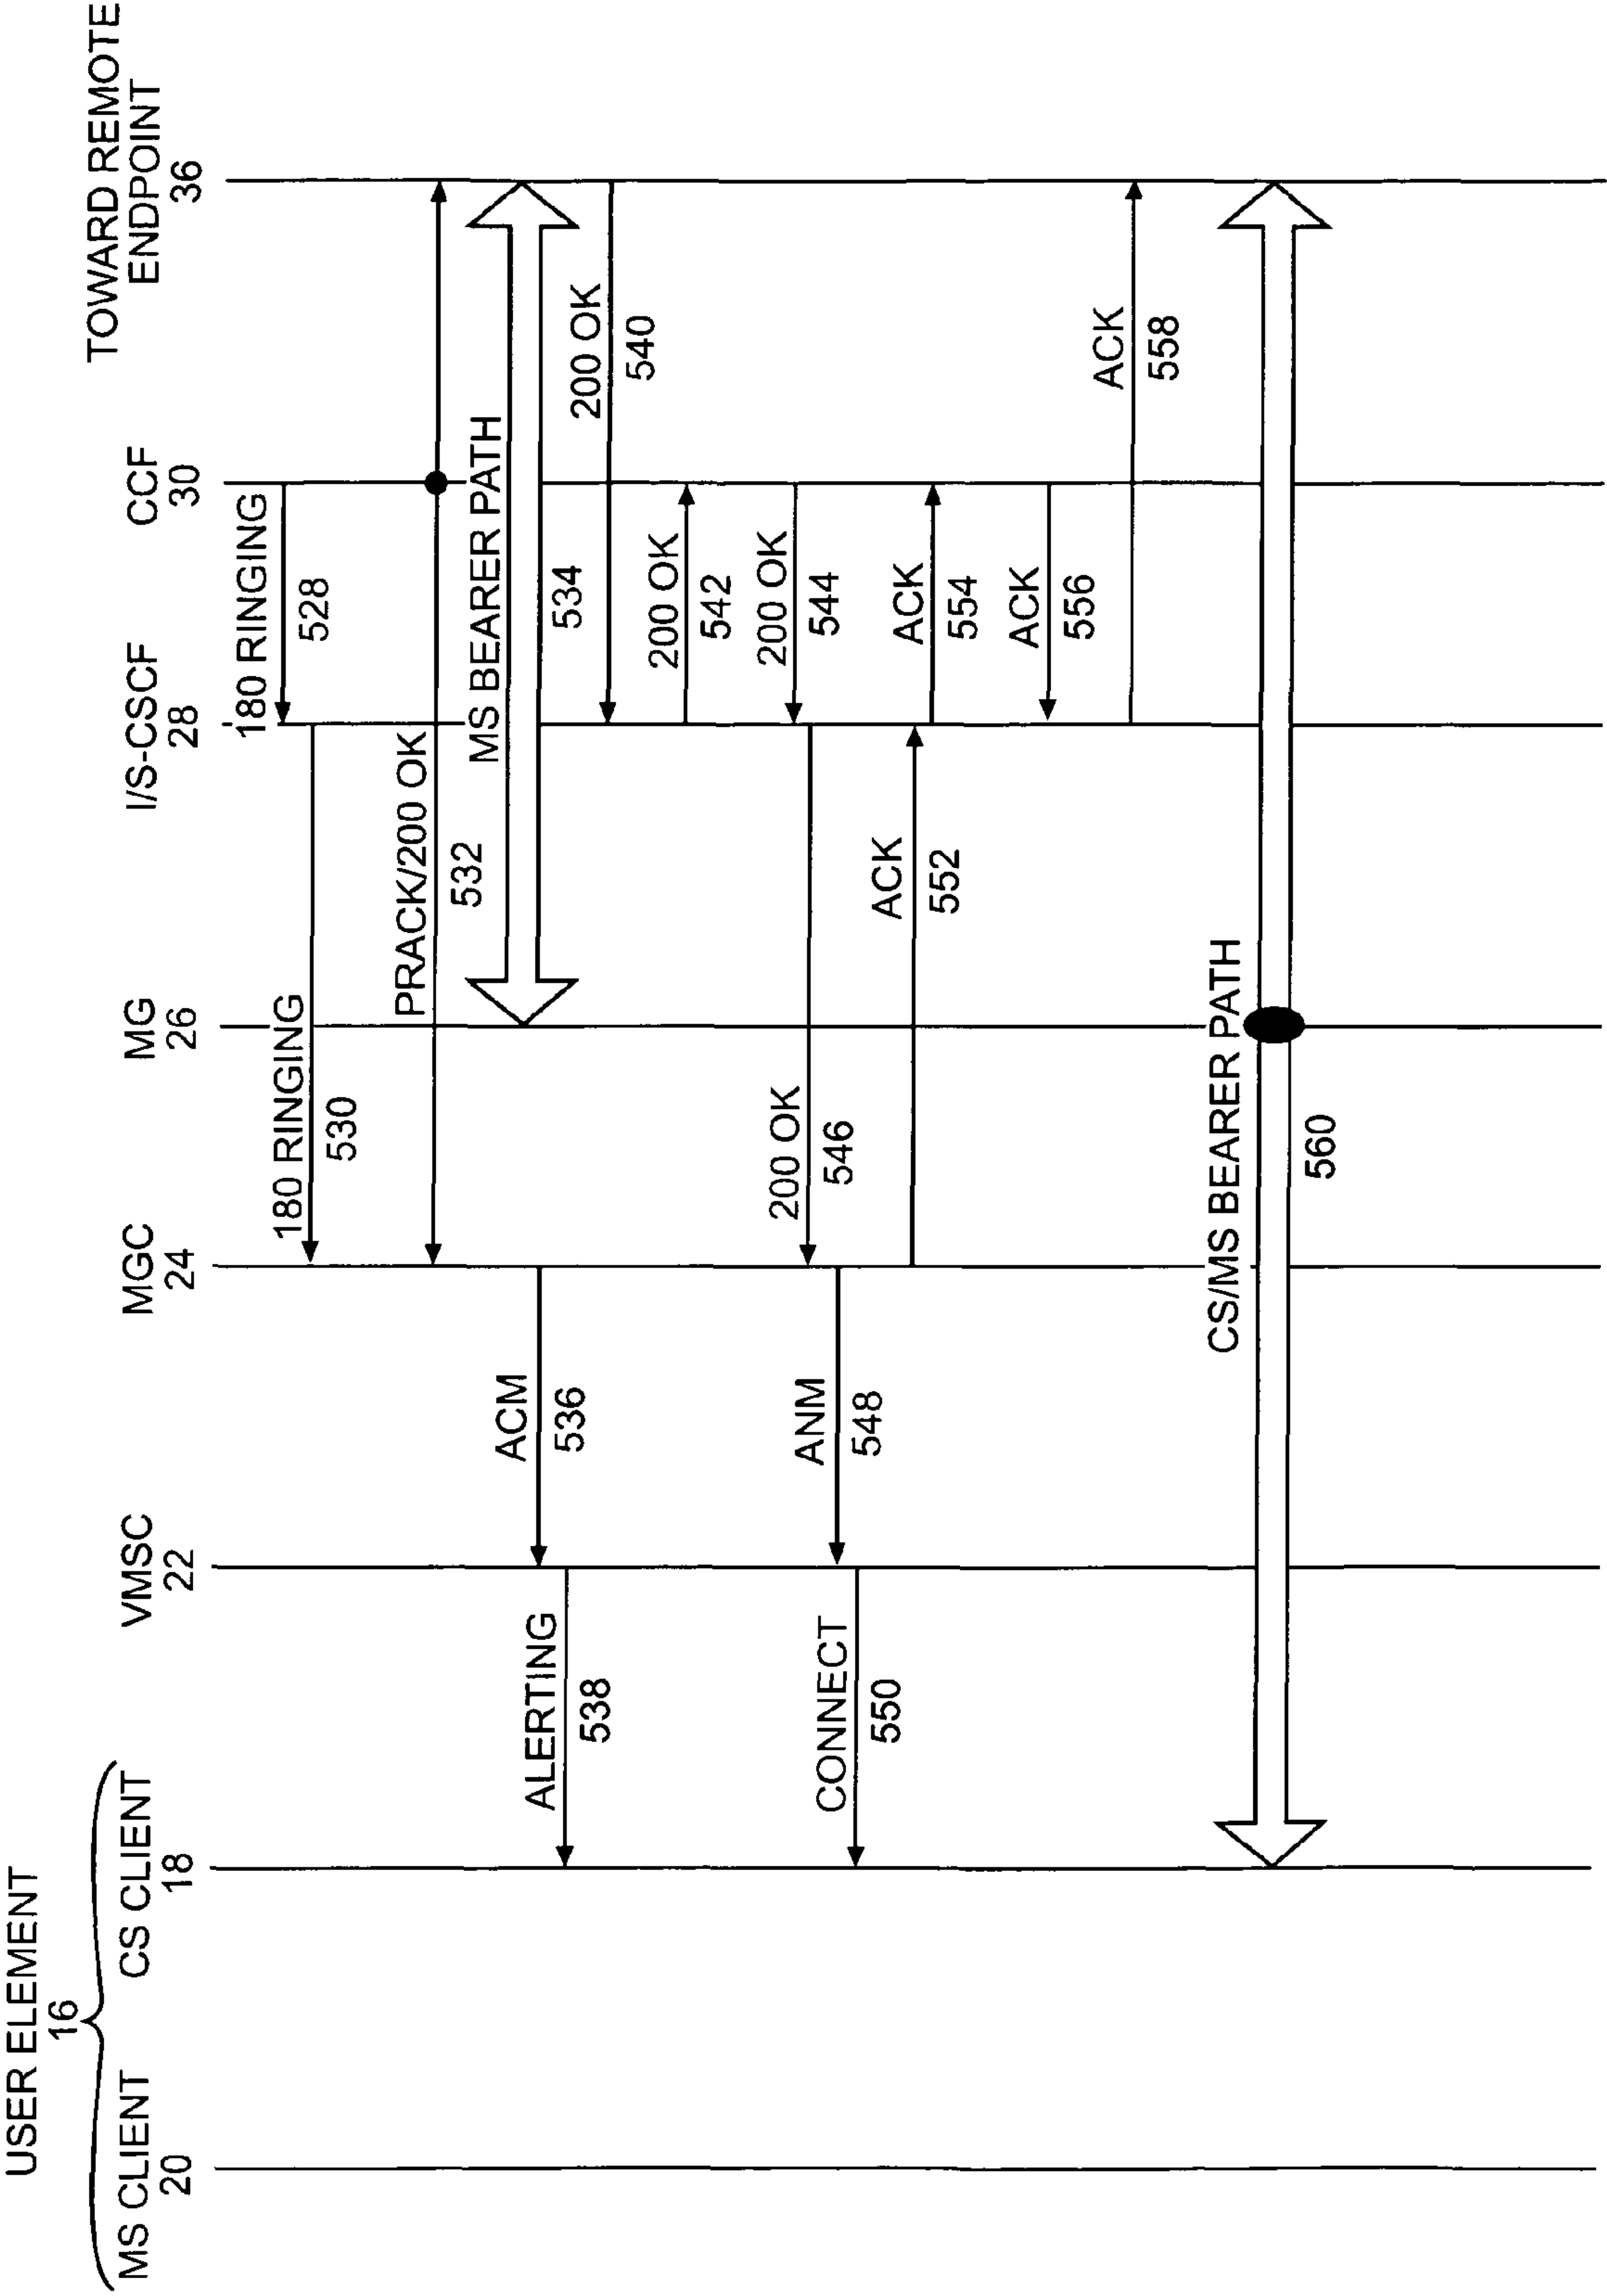 USER ELEMENT
16
MS CLIENT
20
CS CLIENT
18
VMSC
22
MGC
24
MG
26
I/S-CSCF
28
CCF
30
TOWARD REMOTE
ENDPOINT
36
180 RINGING
528
180 RINGING
530
PRACK/200 OK
532
MS BEARER PATH
534
ACM
536
ALERTING
538
200 OK
540
200 OK
542
200 OK
544
200 OK
546
ANM
548
CONNECT
550
ACK
552
ACK
554
ACK
556
ACK
558
CS/MS BEARER PATH
560